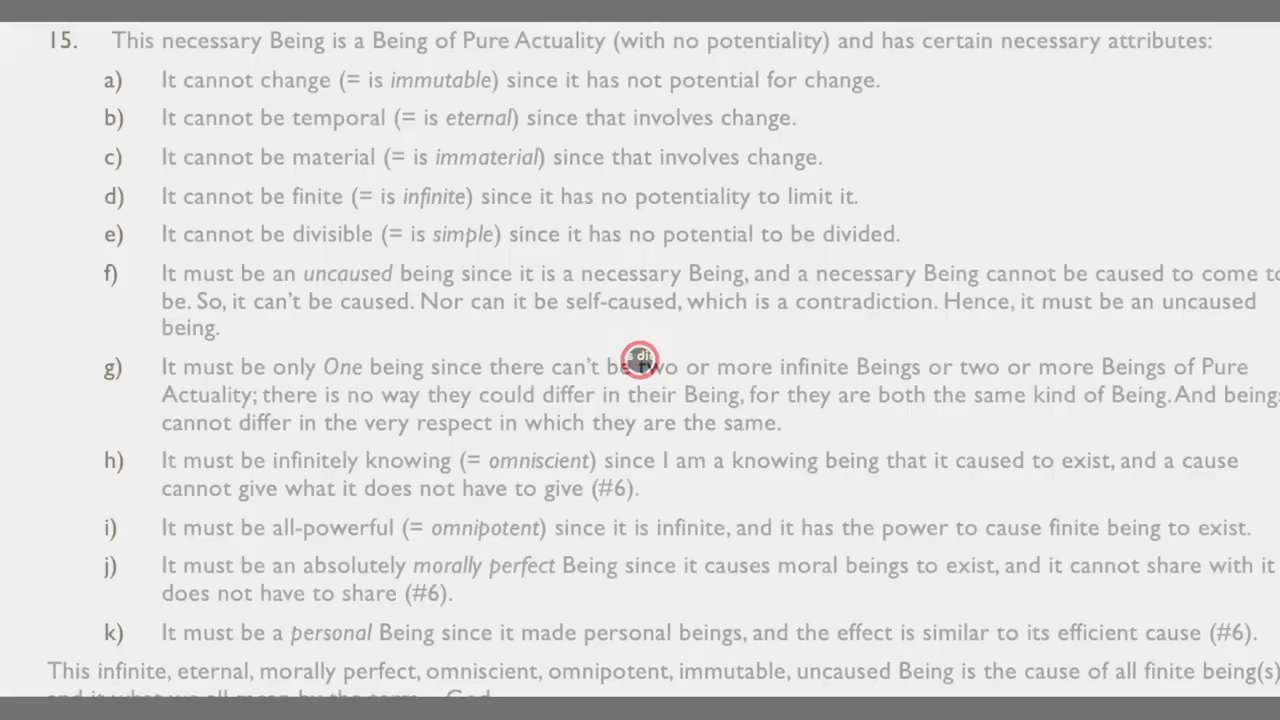 15. This necessary Being is a Being of Pure Actuality (with no potentiality) and has certain necessary attributes:
a) It cannot change (= is immutable) since it has not potential for change.
b) It cannot be temporal (= is eternal) since that involves change.
c) It cannot be material (= is immaterial) since that involves change.
d) It cannot be finite (= is infinite) since it has no potentiality to limit it.
e) It cannot be divisible (= is simple) since it has no potential to be divided.
f) It must be an uncaused being since it is a necessary Being, and a necessary Being cannot be caused to come to
be. So, it can't be caused. Nor can it be self-caused, which is a contradiction. Hence, it must be an uncaused
being.
g) It must be only One being since there can't be two or more infinite Beings or two or more Beings of Pure
Actuality; there is no way they could differ in their Being, for they are both the same kind of Being. And beings
cannot differ in the very respect in which they are the same.
h) It must be infinitely knowing (= omniscient) since I am a knowing being that it caused to exist, and a cause
cannot give what it does not have to give (#6).
i) It must be all-powerful (= omnipotent) since it is infinite, and it has the power to cause finite being to exist.
j) It must be an absolutely morally perfect Being since it causes moral beings to exist, and it cannot share with it
does not have to share (#6).
k) It must be a personal Being since it made personal beings, and the effect is similar to its efficient cause (#6).
This infinite, eternal, morally perfect, omniscient, omnipotent, immutable, uncaused Being is the cause of all finite being(s)
and it what we all mean by the term God